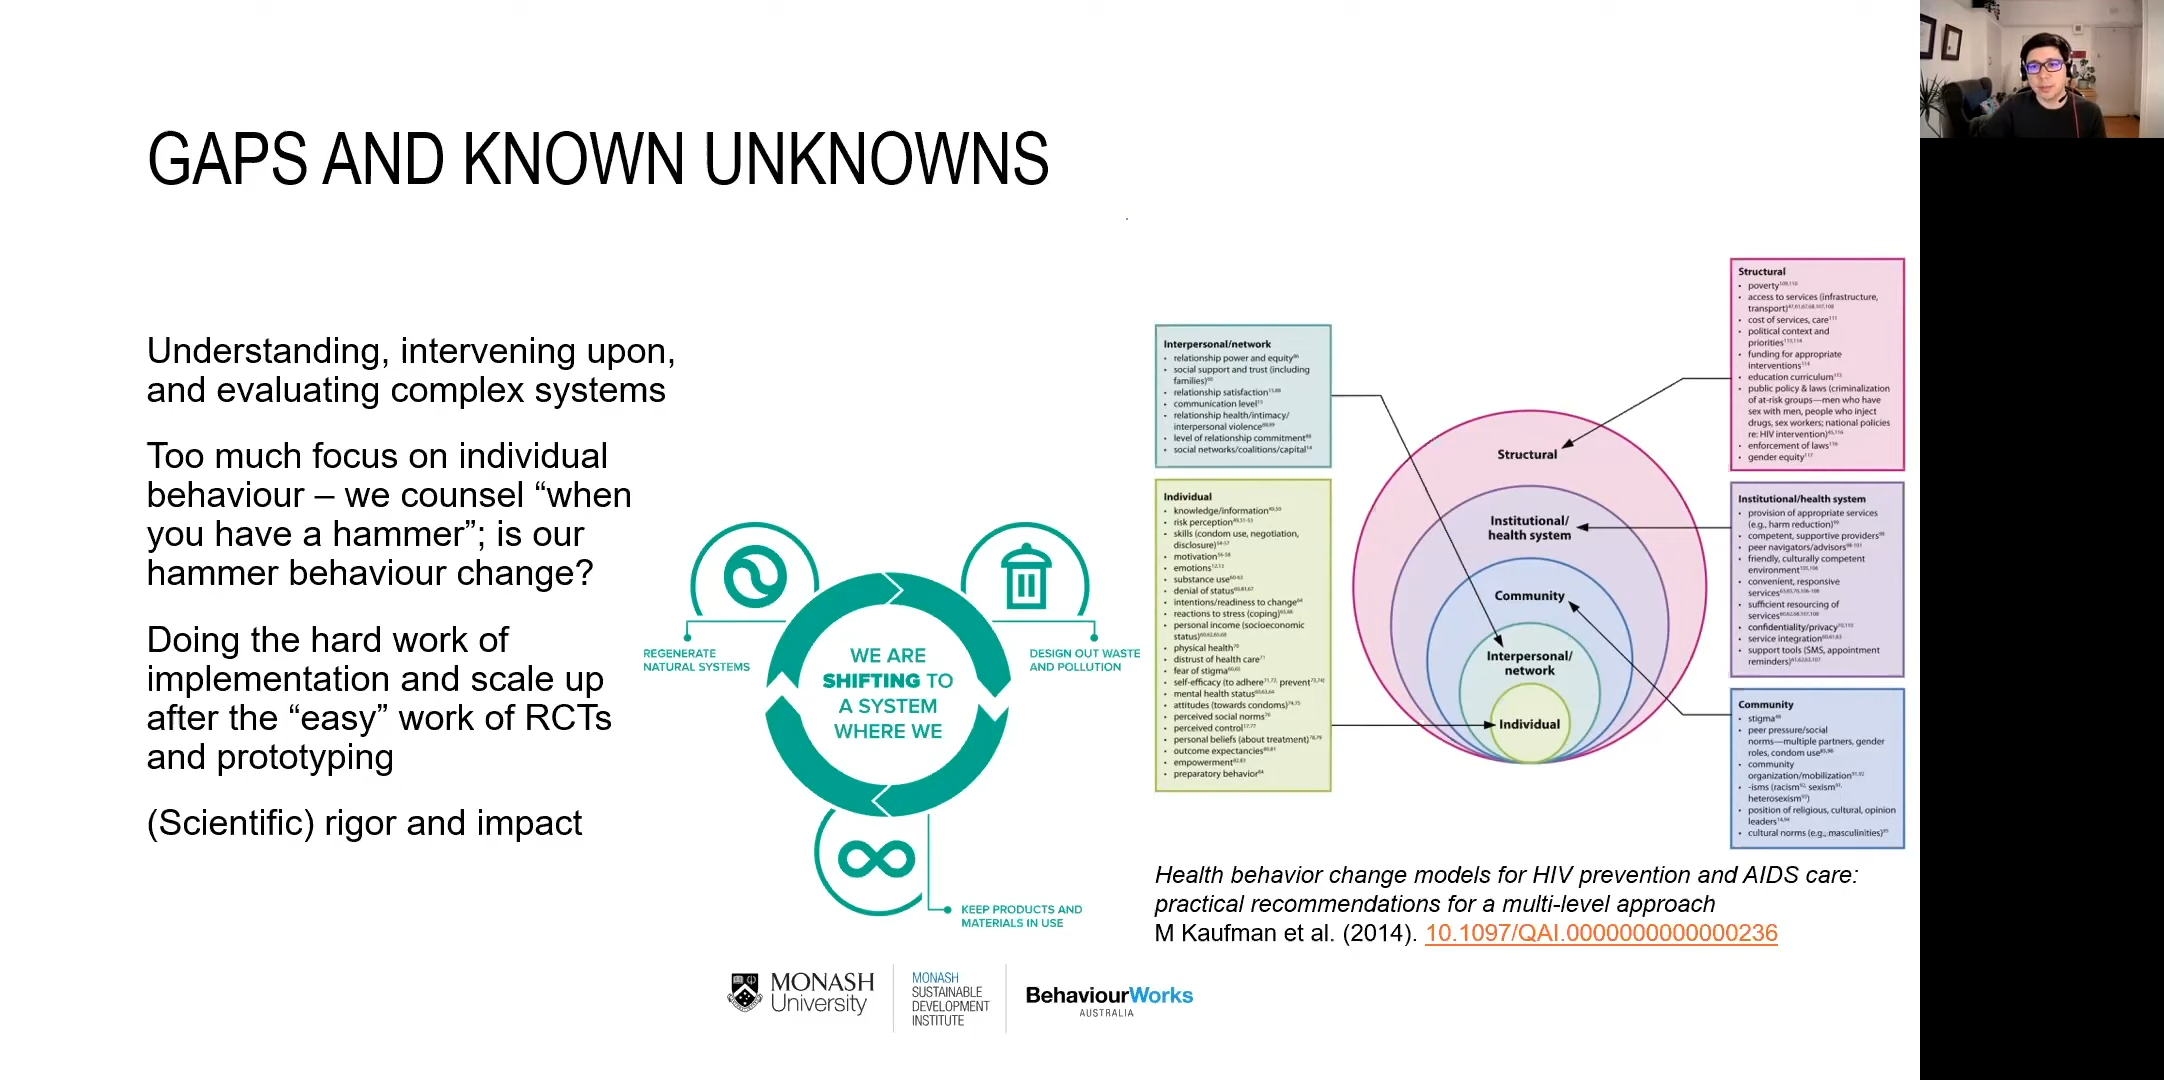 GAPS AND KNOWN UNKNOWNS
Understanding, intervening upon,
and evaluating complex systems
Too much focus on individual
behaviour – we counsel “when
you have a hammer”; is our
hammer behaviour change?
Doing the hard work of
implementation and scale up
after the “easy” work of RCTs
and prototyping
(Scientific) rigor and impact
REGENERATE
NATURAL SYSTEMS
DESIGN OUT WASTE
AND POLLUTION
WE ARE
SHIFTING TO
A SYSTEM
WHERE WE
KEEP PRODUCTS AND
MATERIALS IN USE
Interpersonal/network
• relationship power and equity
• social support and trust (including
families)
• relationship satisfaction
• communication level
• relationship health/intimacy/
interpersonal violence
• level of relationship commitment
• social networks/coalitions/capital
Individual
• knowledge/information
• risk perception
• skills (condom use, negotiation,
disclosure)
• motivation
• emotions
• substance use
• denial of status
• intentions/readiness to change
• reactions to stress (coping)
• personal income (socioeconomic
status)
• physical health
• distrust of health care
• fear of stigma
• self-efficacy (to adhere prevent
• mental health status
• attitudes (towards condoms)
• perceived social norms
• perceived control
• personal beliefs (about treatment)
• outcome expectancies
• empowerment
• preparatory behavior
Structural
Institutional/
health system
Community
Interpersonal/
network
Individual
Structural
• poverty
• access to services (infrastructure,
transport)
• cost of services, care
• political context and
priorities
• funding for appropriate
interventions
• education curriculum
• public policy & laws (criminalization
of at-risk groups—men who have
sex with men, people who inject
drugs, sex workers; national policies
re: HIV intervention)
• enforcement of laws
• gender equity
Institutional/health system
• provision of appropriate services
(e.g., harm reduction)
• competent, supportive providers
• peer navigators/advisors
• friendly, culturally competent
environment
• convenient, responsive
services
• sufficient resourcing of
services
• confidentiality/privacy
• service integration
• support tools (SMS, appointment
reminders)
Community
• stigma
• peer pressure/social
norms—multiple partners, gender
roles, condom use
• community
organization/mobilization
• -isms (racism sexism
heterosexism
• position of religious, cultural, opinion
leaders
• cultural norms (e.g., masculinities)
Health behavior change models for HIV prevention and AIDS care:
practical recommendations for a multi-level approach
M Kaufman et al. (2014). 10.1097/QAI.0000000000000236
MONASH
University
MONASH
SUSTAINABLE
DEVELOPMENT
INSTITUTE
BehaviourWorks
AUSTRALIA